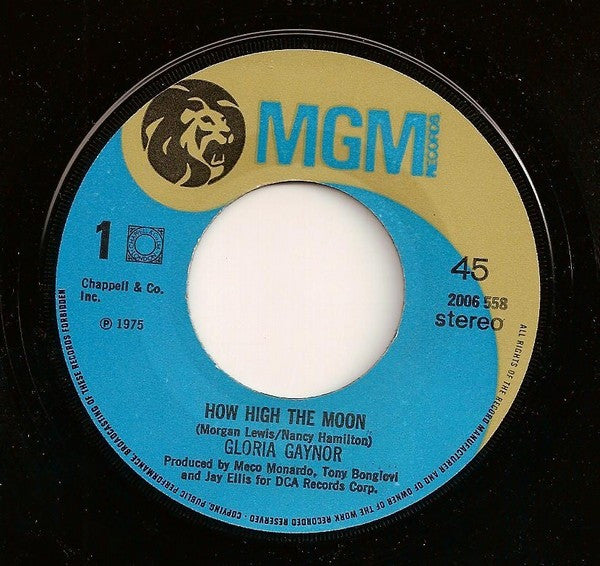 MGM
RECORDS
1
Chappell & Co.
Inc.
℗ 1975
45
2006 558
stereo
HOW HIGH THE MOON
(Morgan Lewis/Nancy Hamilton)
GLORIA GAYNOR
Produced by Meco Monardo, Tony Bongiovi
and Jay Ellis for DCA Records Corp.
ALL RIGHTS OF THE RECORD MANUFACTURER AND OF OWNER OF THE WORK RECORDED RESERVED - COPYING, PUBLIC PERFORMANCE, BROADCASTING OF THESE RECORDS FORBIDDEN